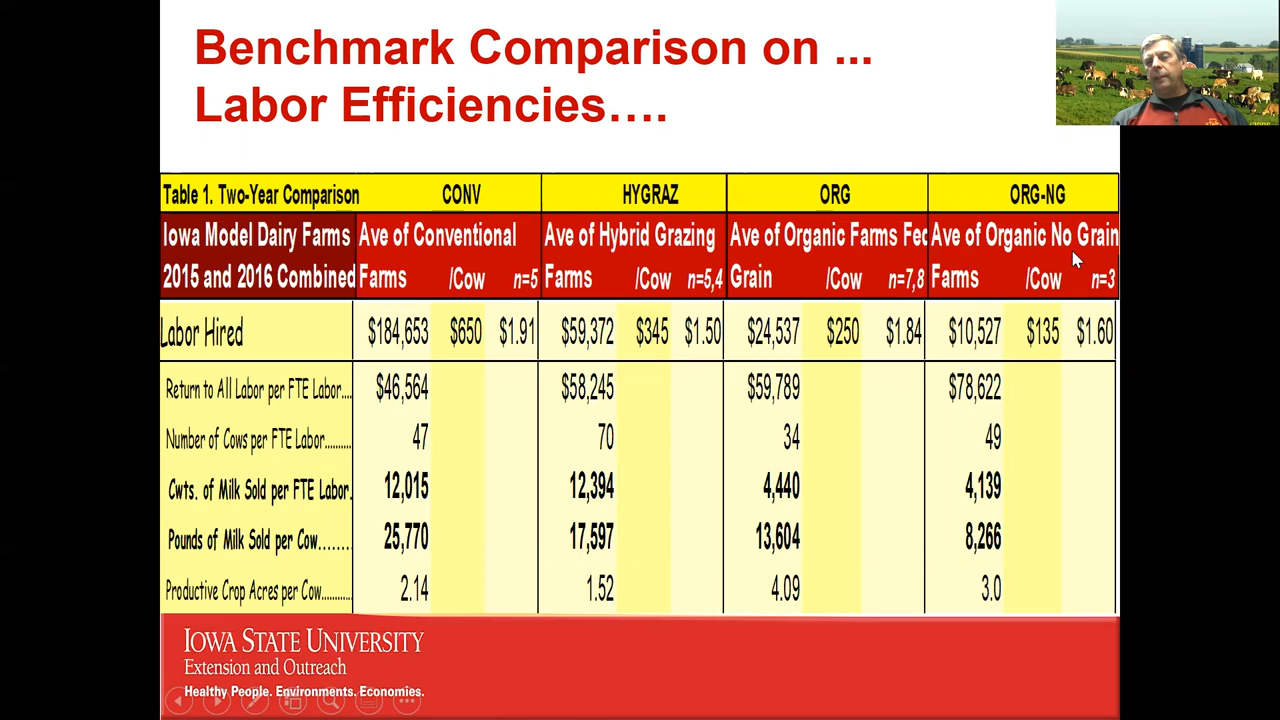 Benchmark Comparison on ...
Labor Efficiencies….
Table 1. Two-Year Comparison CONV HYGRAZ ORG ORG-NG
Iowa Model Dairy Farms Ave of Conventional Ave of Hybrid Grazing Ave of Organic Farms Fed Ave of Organic No Grain
2015 and 2016 Combined Farms /Cow n=5 Farms /Cow n=5,4 Grain /Cow n=7,8 Farms /Cow n=3
Labor Hired $184,653 $650 $1.91 $59,372 $345 $1.50 $24,537 $250 $1.84 $10,527 $135 $1.60
Return to All Labor per FTE Labor.... $46,564 $58,245 $59,789 $78,622
Number of Cows per FTE Labor.......... 47 70 34 49
Cwts. of Milk Sold per FTE Labor. 12,015 12,394 4,440 4,139
Pounds of Milk Sold per Cow....... 25,770 17,597 13,604 8,266
Productive Crop Acres per Cow........... 2.14 1.52 4.09 3.0
IOWA STATE UNIVERSITY
Extension and Outreach
Healthy People. Environments. Economies.